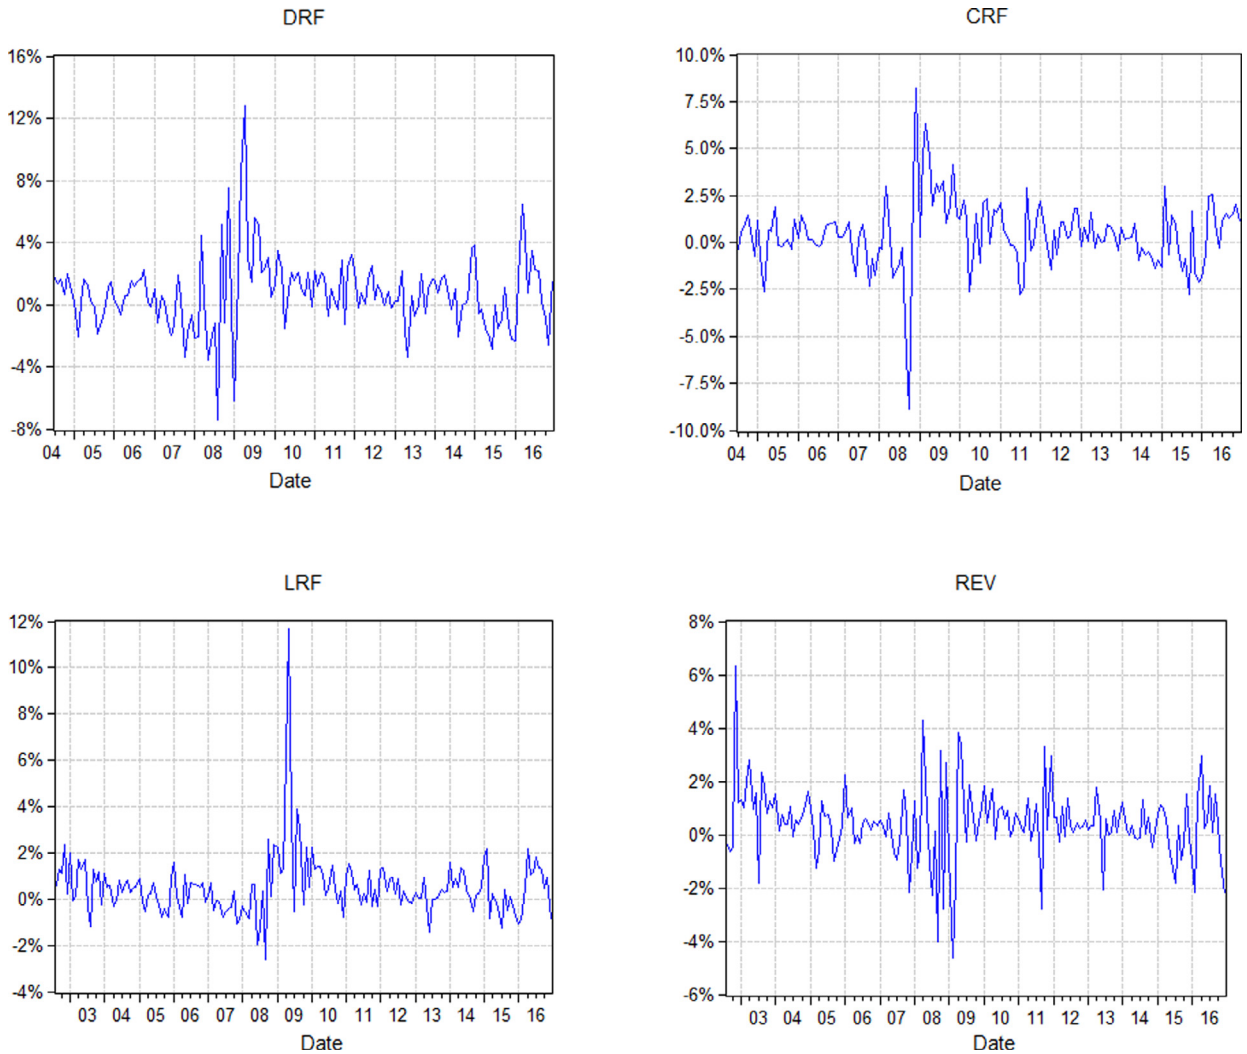 DRF
16%
12%
8%
4%
0%
-4%
-8%
04 05 06 07 08 09 10 11 12 13 14 15 16
Date
CRF
10.0%
7.5%
5.0%
2.5%
0.0%
-2.5%
-5.0%
-7.5%
-10.0%
04 05 06 07 08 09 10 11 12 13 14 15 16
Date
LRF
12%
10%
8%
6%
4%
2%
0%
-2%
-4%
03 04 05 06 07 08 09 10 11 12 13 14 15 16
Date
REV
8%
6%
4%
2%
0%
-2%
-4%
-6%
03 04 05 06 07 08 09 10 11 12 13 14 15 16
Date